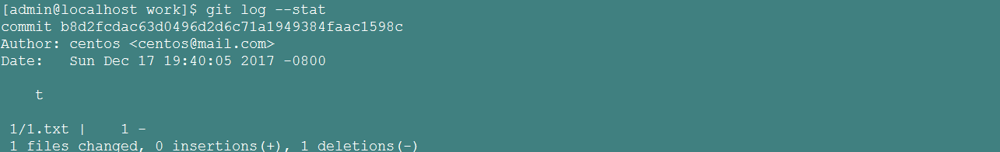 [admin@localhost work]$ git log --stat
commit b8d2fcdac63d0496d2d6c71a1949384faac1598c
Author: centos <centos@mail.com>
Date:   Sun Dec 17 19:40:05 2017 -0800
t
1/1.txt |    1 -
1 files changed, 0 insertions(+), 1 deletions(-)